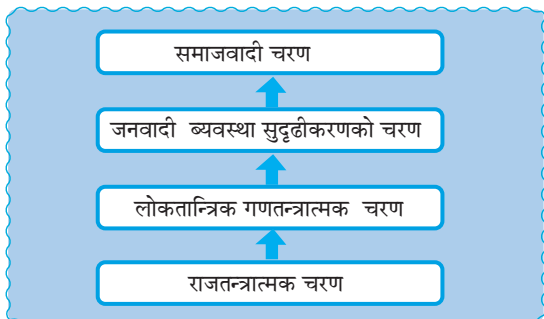 समाजवादी चरण
जनवादी ब्यवस्था सुदृढीकरणको चरण
लोकतान्त्रिक गणतन्त्रात्मक चरण
राजतन्त्रात्मक चरण